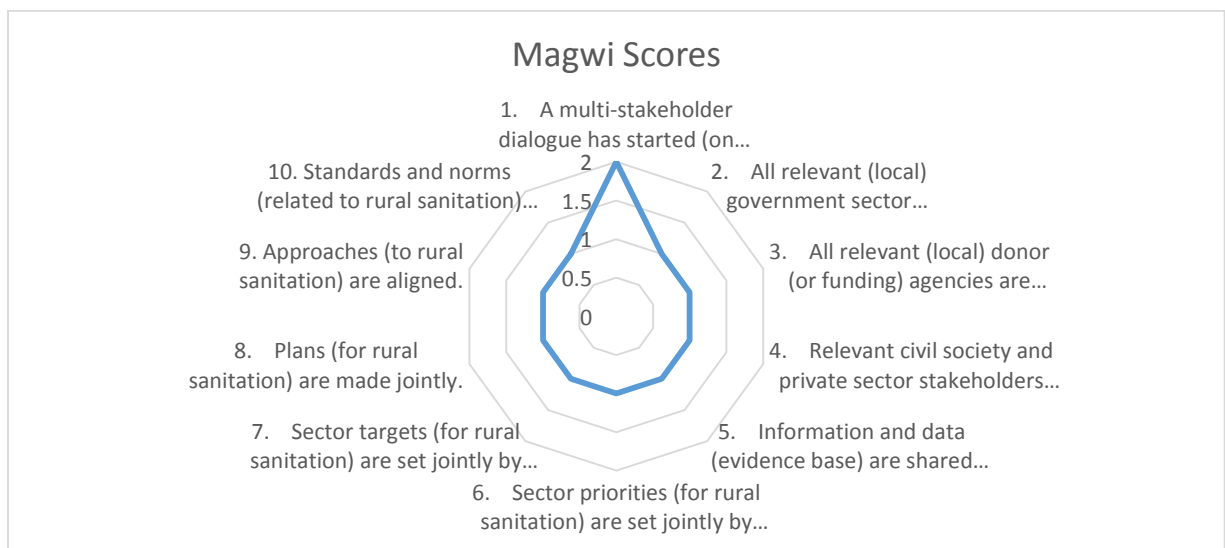 Magwi Scores
1. A multi-stakeholder
dialogue has started (on…
2. All relevant (local)
government sector…
3. All relevant (local) donor
(or funding) agencies are…
4. Relevant civil society and
private sector stakeholders…
5. Information and data
(evidence base) are shared…
6. Sector priorities (for rural
sanitation) are set jointly by…
7. Sector targets (for rural
sanitation) are set jointly by…
8. Plans (for rural
sanitation) are made jointly.
9. Approaches (to rural
sanitation) are aligned.
10. Standards and norms
(related to rural sanitation)…
2
1.5
1
0.5
0